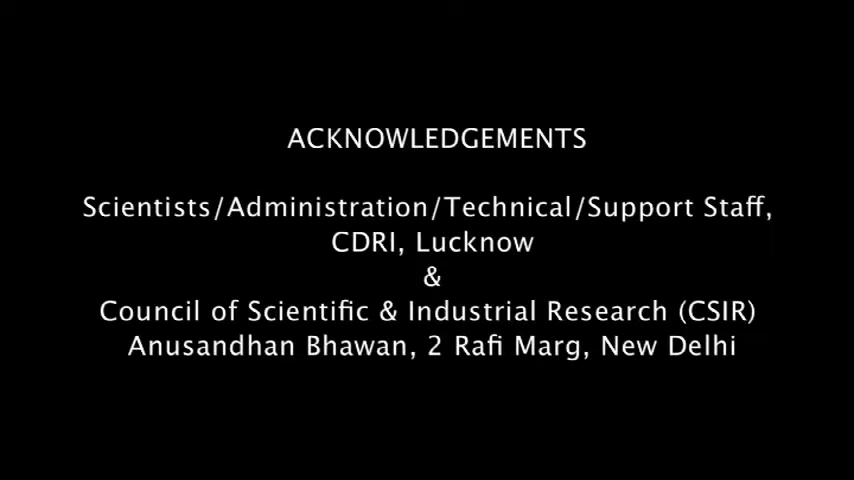 ACKNOWLEDGEMENTS
Scientists/Administration/Technical/Support Staff,
CDRI, Lucknow
&
Council of Scientific & Industrial Research (CSIR)
Anusandhan Bhawan, 2 Rafi Marg, New Delhi